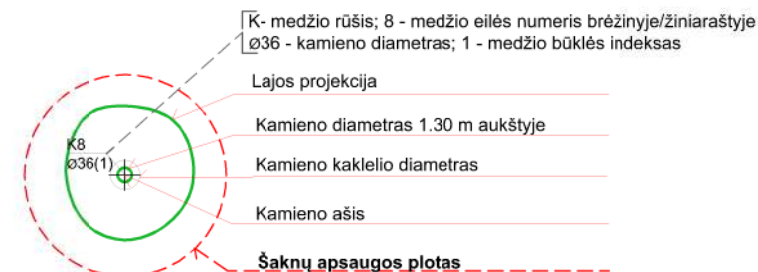 K- medžio rūšis; 8 - medžio eilės numeris brėžinyje/žiniaraštyje
Ø36 - kamieno diametras; 1 - medžio būklės indeksas
Lajos projekcija
Kamieno diametras 1.30 m aukštyje
K8
Ø36(1)
Kamieno kaklelio diametras
Kamieno ašis
Šaknų apsaugos plotas